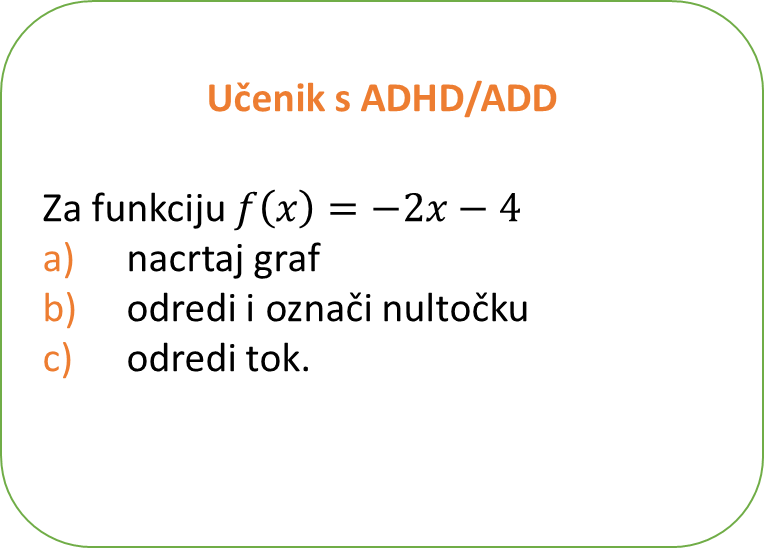 Učenik s ADHD/ADD
Za funkciju f(x) = −2x − 4
a) nacrtaj graf
b) odredi i označi nultočku
c) odredi tok.